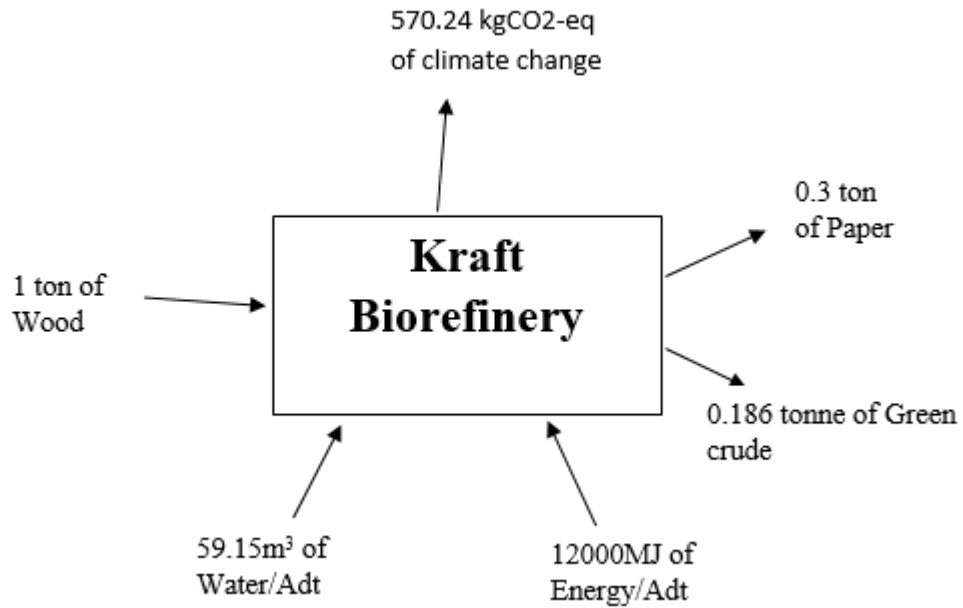 570.24 kgCO2-eq
of climate change
0.3 ton
of Paper
Kraft
Biorefinery
1 ton of
Wood
0.186 tonne of Green
crude
59.15m³ of
Water/Adt
12000MJ of
Energy/Adt